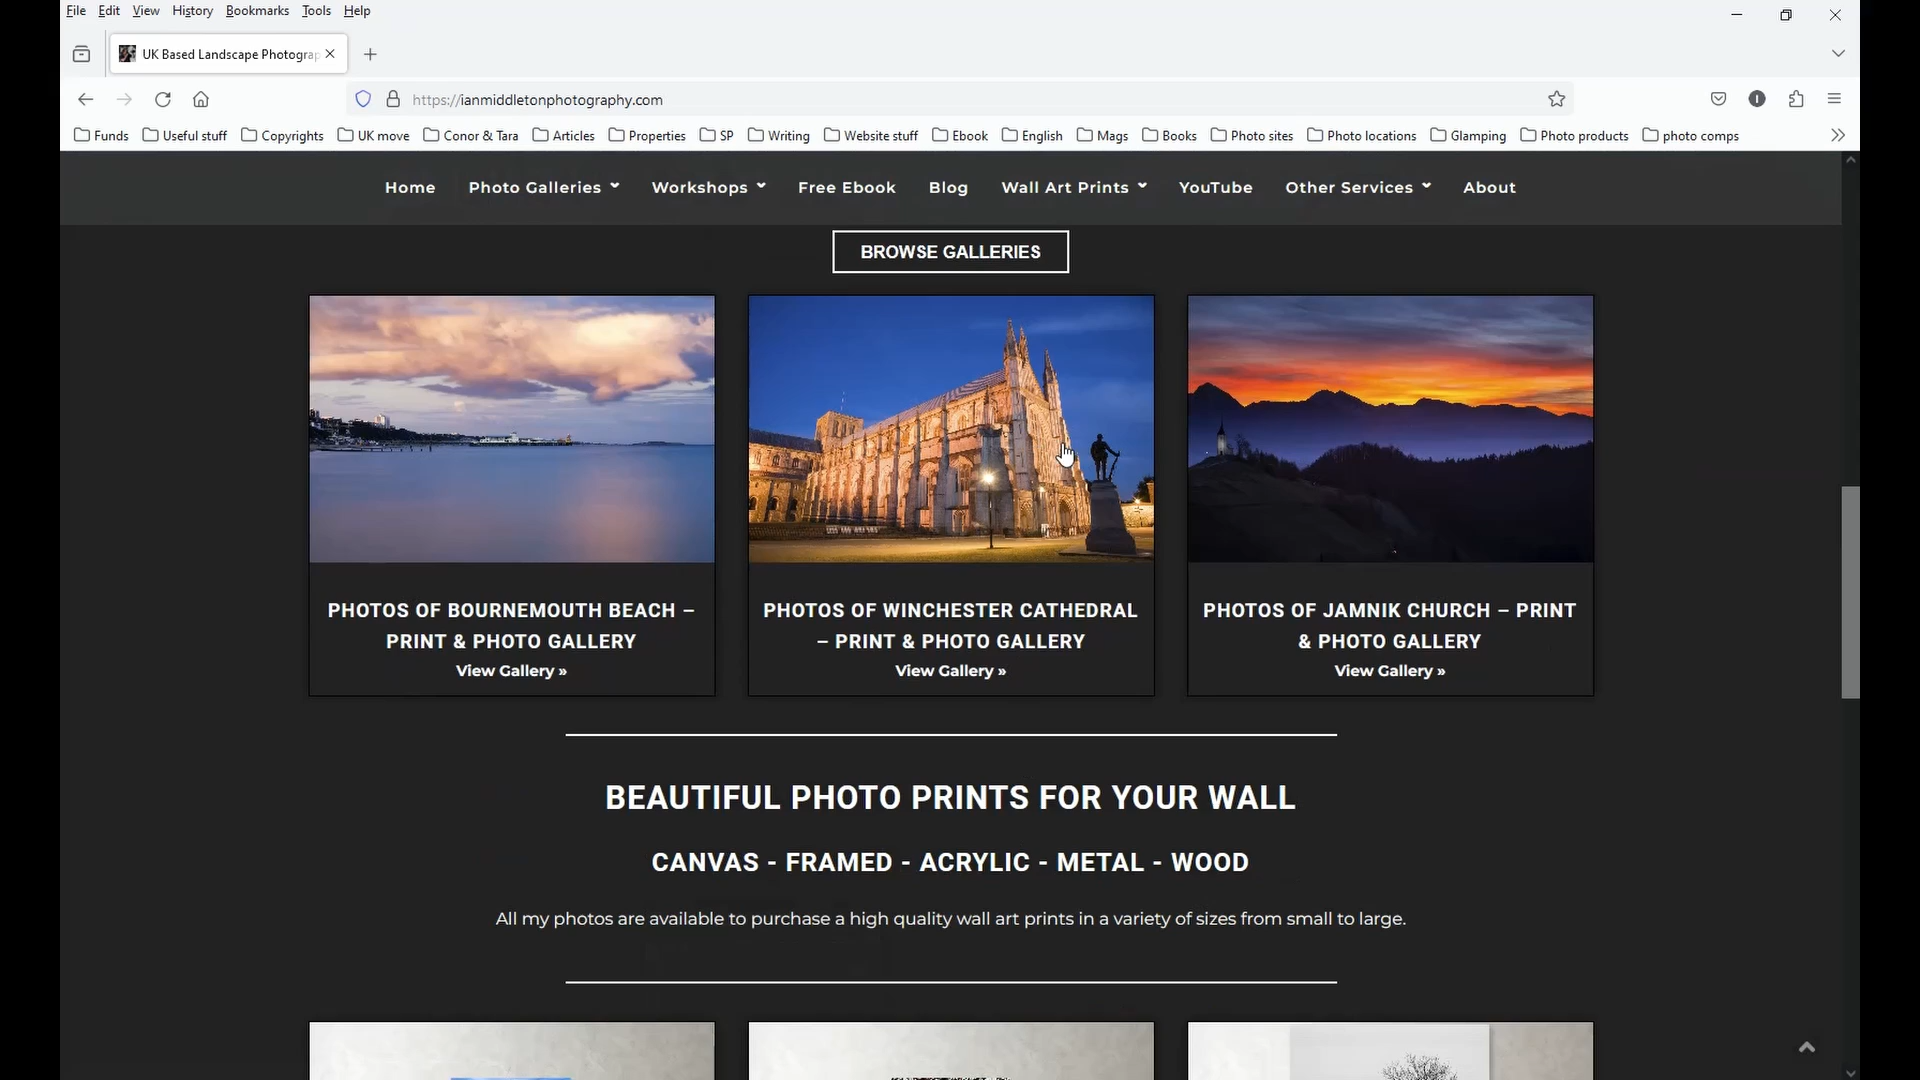 File Edit View History Bookmarks Tools Help
UK Based Landscape Photograp
https://ianmiddletonphotography.com
Funds Useful stuff Copyrights UK move Conor & Tara Articles Properties SP Writing Website stuff Ebook English Mags Books Photo sites Photo locations Glamping Photo products photo comps
Home Photo Galleries Workshops Free Ebook Blog Wall Art Prints YouTube Other Services About
BROWSE GALLERIES
PHOTOS OF BOURNEMOUTH BEACH –
PRINT & PHOTO GALLERY
View Gallery »
PHOTOS OF WINCHESTER CATHEDRAL
– PRINT & PHOTO GALLERY
View Gallery »
PHOTOS OF JAMNIK CHURCH – PRINT
& PHOTO GALLERY
View Gallery »
BEAUTIFUL PHOTO PRINTS FOR YOUR WALL
CANVAS - FRAMED - ACRYLIC - METAL - WOOD
All my photos are available to purchase a high quality wall art prints in a variety of sizes from small to large.